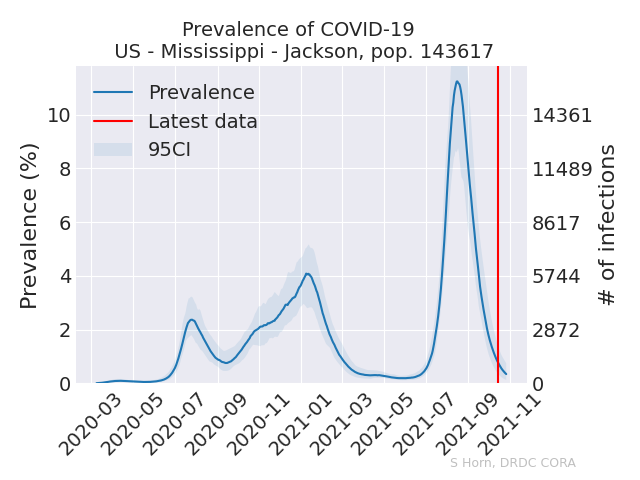 Prevalence of COVID-19
US - Mississippi - Jackson, pop. 143617
Prevalence
Latest data
95CI
Prevalence (%)
10
8
6
4
2
0
14361
11489
8617
5744
2872
0
# of infections
2020-03
2020-05
2020-07
2020-09
2020-11
2021-01
2021-03
2021-05
2021-07
2021-09
2021-11
S Horn, DRDC CORA